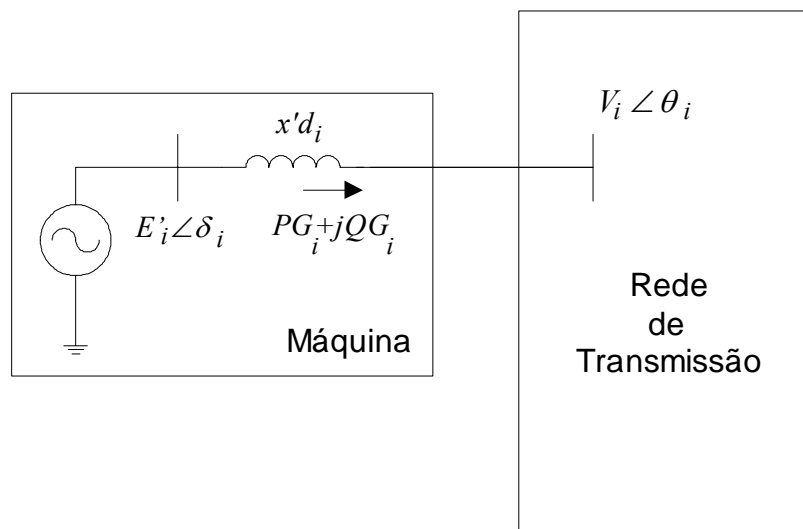 x'd_i
V_i ∠ θ_i
E'_i∠δ_i
PG_i+jQG_i
Máquina
Rede
de
Transmissão